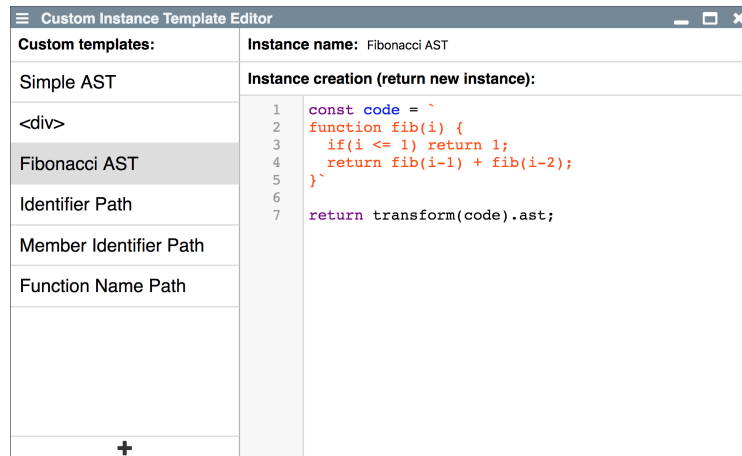 Custom Instance Template Editor
Custom templates:
Simple AST
<div>
Fibonacci AST
Identifier Path
Member Identifier Path
Function Name Path
Instance name: Fibonacci AST
Instance creation (return new instance):
1 const code = `
2 function fib(i) {
3   if(i <= 1) return 1;
4   return fib(i-1) + fib(i-2);
5 }`
6
7 return transform(code).ast;